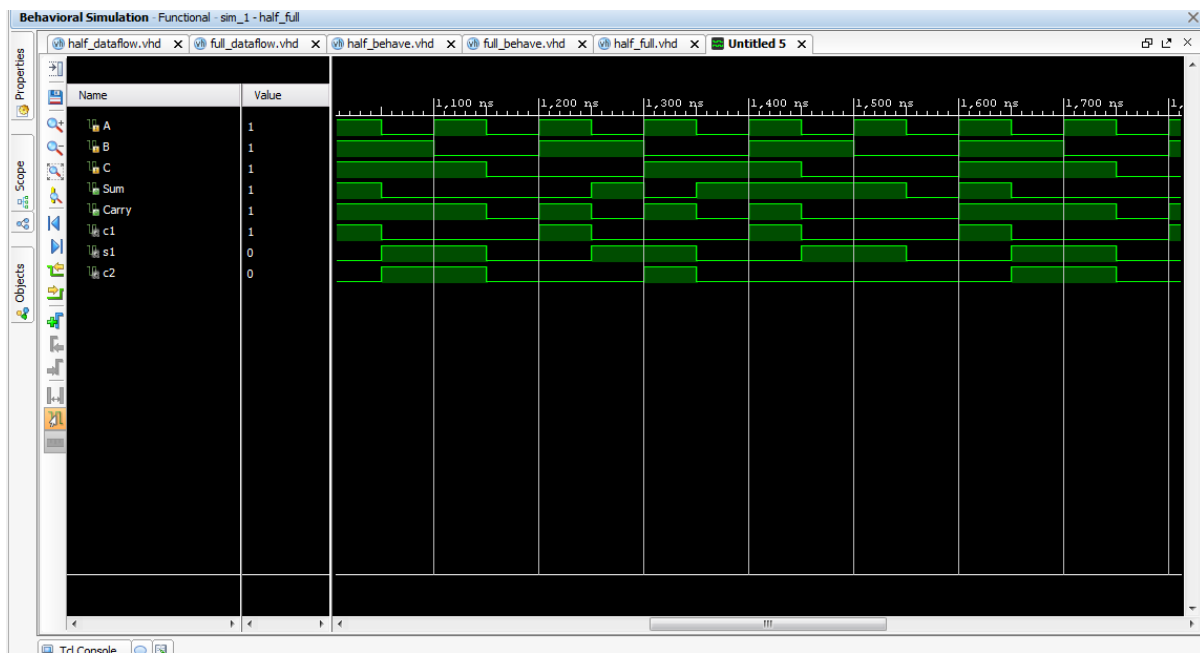 Behavioral Simulation - Functional - sim_1 - half_full
half_dataflow.vhd
full_dataflow.vhd
half_behave.vhd
full_behave.vhd
half_full.vhd
Untitled 5
Properties
Scope
Objects
Name Value
1,100 ns 1,200 ns 1,300 ns 1,400 ns 1,500 ns 1,600 ns 1,700 ns 1,
A 1
B 1
C 1
Sum 1
Carry 1
c1 1
s1 0
c2 0
Tcl Console